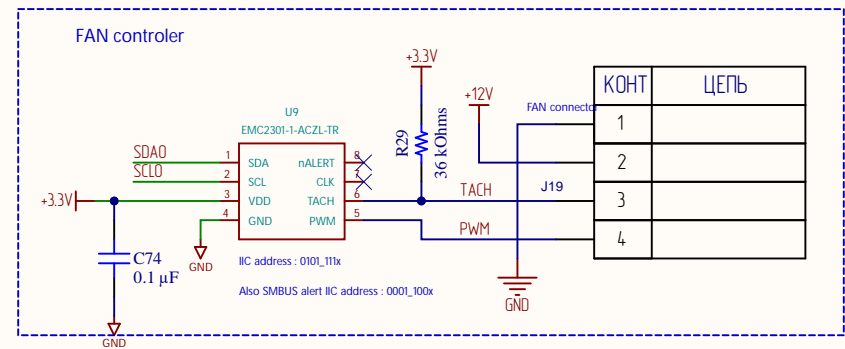 FAN controler
+3.3V
+12V
FAN connector
КОНТ
ЦЕПЬ
U9
EMC2301-1-ACZL-TR
R29
36 kOhms
1
2
3
4
SDA0
SCL0
+3.3V
1
SDA
nALERT
8
2
SCL
CLK
7
3
VDD
TACH
6
4
GND
PWM
5
TACH
J19
PWM
GND
C74
0.1 µF
IIC address : 0101_111x
Also SMBUS alert IIC address : 0001_100x
GND
GND